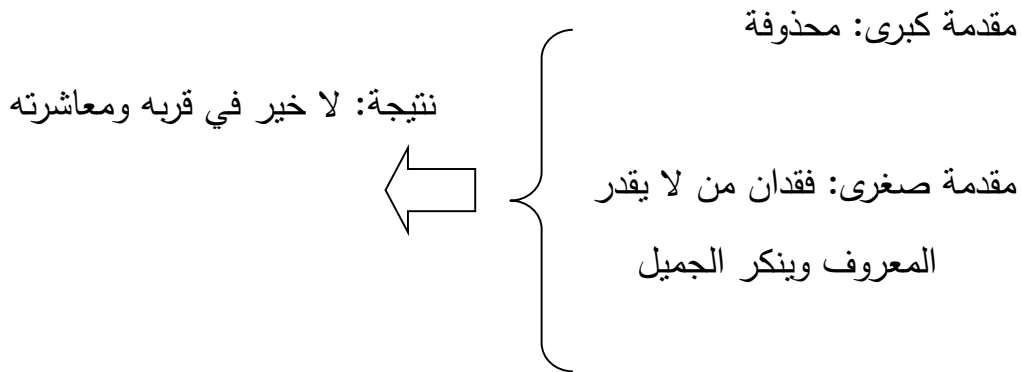 مقدمة كبرى: محذوفة
نتيجة: لا خير في قربه ومعاشرته
مقدمة صغرى: فقدان من لا يقدر
المعروف وينكر الجميل